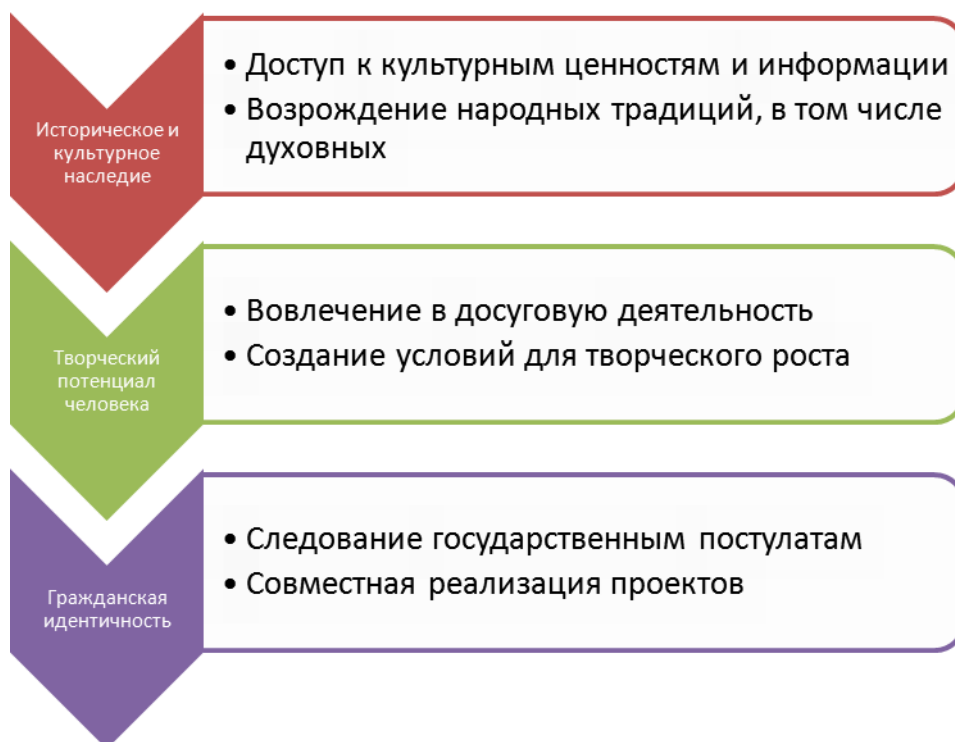 Историческое и
культурное
наследие
• Доступ к культурным ценностям и информации
• Возрождение народных традиций, в том числе
духовных
Творческий
потенциал
человека
• Вовлечение в досуговую деятельность
• Создание условий для творческого роста
Гражданская
идентичность
• Следование государственным постулатам
• Совместная реализация проектов